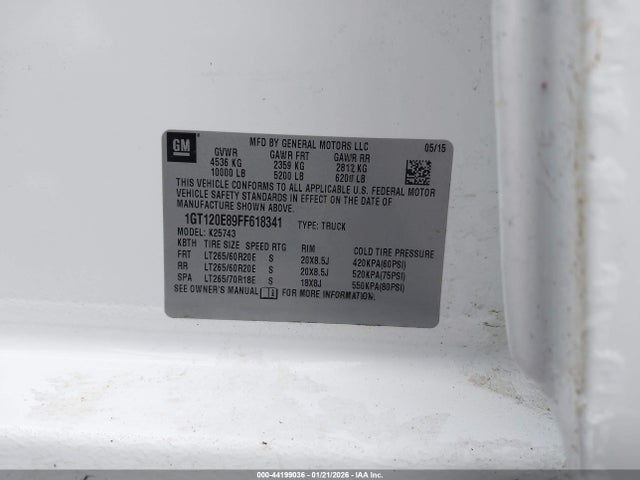 GM
MFD BY GENERAL MOTORS LLC 05/15
GVWR GAWR FRT GAWR RR
4536 KG 2359 KG 2812 KG
10000 LB 5200 LB 6200 LB
THIS VEHICLE CONFORMS TO ALL APPLICABLE U.S. FEDERAL MOTOR
VEHICLE SAFETY STANDARDS IN EFFECT ON THE DATE OF
MANUFACTURE SHOWN ABOVE.
1GT120E89FF618341 TYPE: TRUCK
MODEL: K25743
KBTH TIRE SIZE SPEED RTG RIM COLD TIRE PRESSURE
FRT LT265/60R20E S 20X8.5J 420KPA(60PSI)
RR LT265/60R20E S 20X8.5J 520KPA(75PSI)
SPA LT265/70R18E S 18X8J 550KPA(80PSI)
SEE OWNER'S MANUAL FOR MORE INFORMATION.
000-44199036 - 01/21/2026 - IAA, Inc.